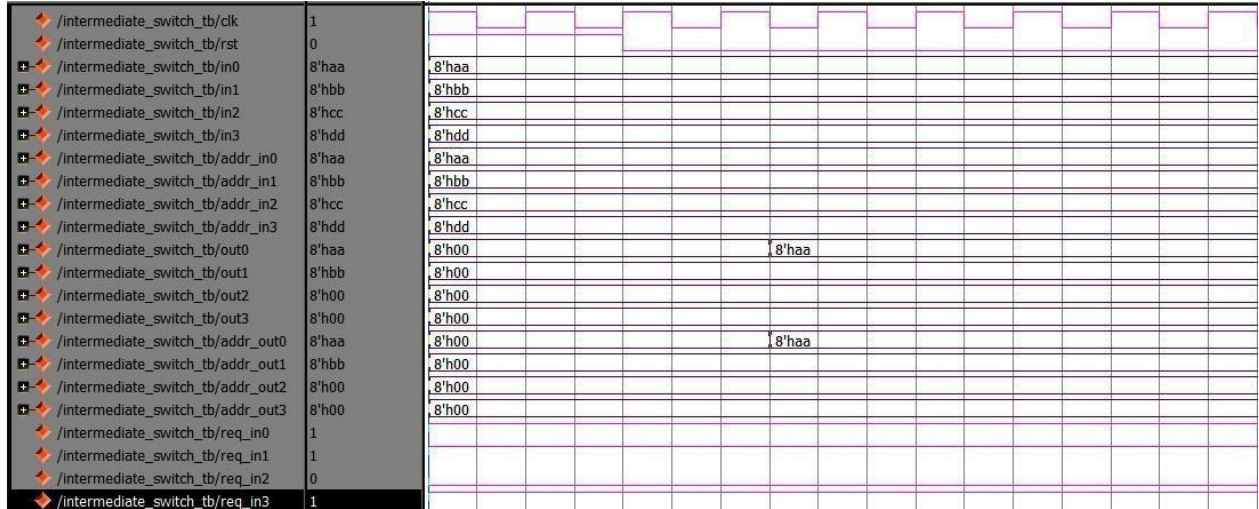 /intermediate_switch_tb/clk 1
/intermediate_switch_tb/rst 0
/intermediate_switch_tb/in0 8'haa 8'haa
/intermediate_switch_tb/in1 8'hbb 8'hbb
/intermediate_switch_tb/in2 8'hcc 8'hcc
/intermediate_switch_tb/in3 8'hdd 8'hdd
/intermediate_switch_tb/addr_in0 8'haa 8'haa
/intermediate_switch_tb/addr_in1 8'hbb 8'hbb
/intermediate_switch_tb/addr_in2 8'hcc 8'hcc
/intermediate_switch_tb/addr_in3 8'hdd 8'hdd
/intermediate_switch_tb/out0 8'haa 8'h00 8'haa
/intermediate_switch_tb/out1 8'hbb 8'h00
/intermediate_switch_tb/out2 8'h00 8'h00
/intermediate_switch_tb/out3 8'h00 8'h00
/intermediate_switch_tb/addr_out0 8'haa 8'h00 8'haa
/intermediate_switch_tb/addr_out1 8'hbb 8'h00
/intermediate_switch_tb/addr_out2 8'h00 8'h00
/intermediate_switch_tb/addr_out3 8'h00 8'h00
/intermediate_switch_tb/req_in0 1
/intermediate_switch_tb/req_in1 1
/intermediate_switch_tb/req_in2 0
/intermediate_switch_tb/req_in3 1